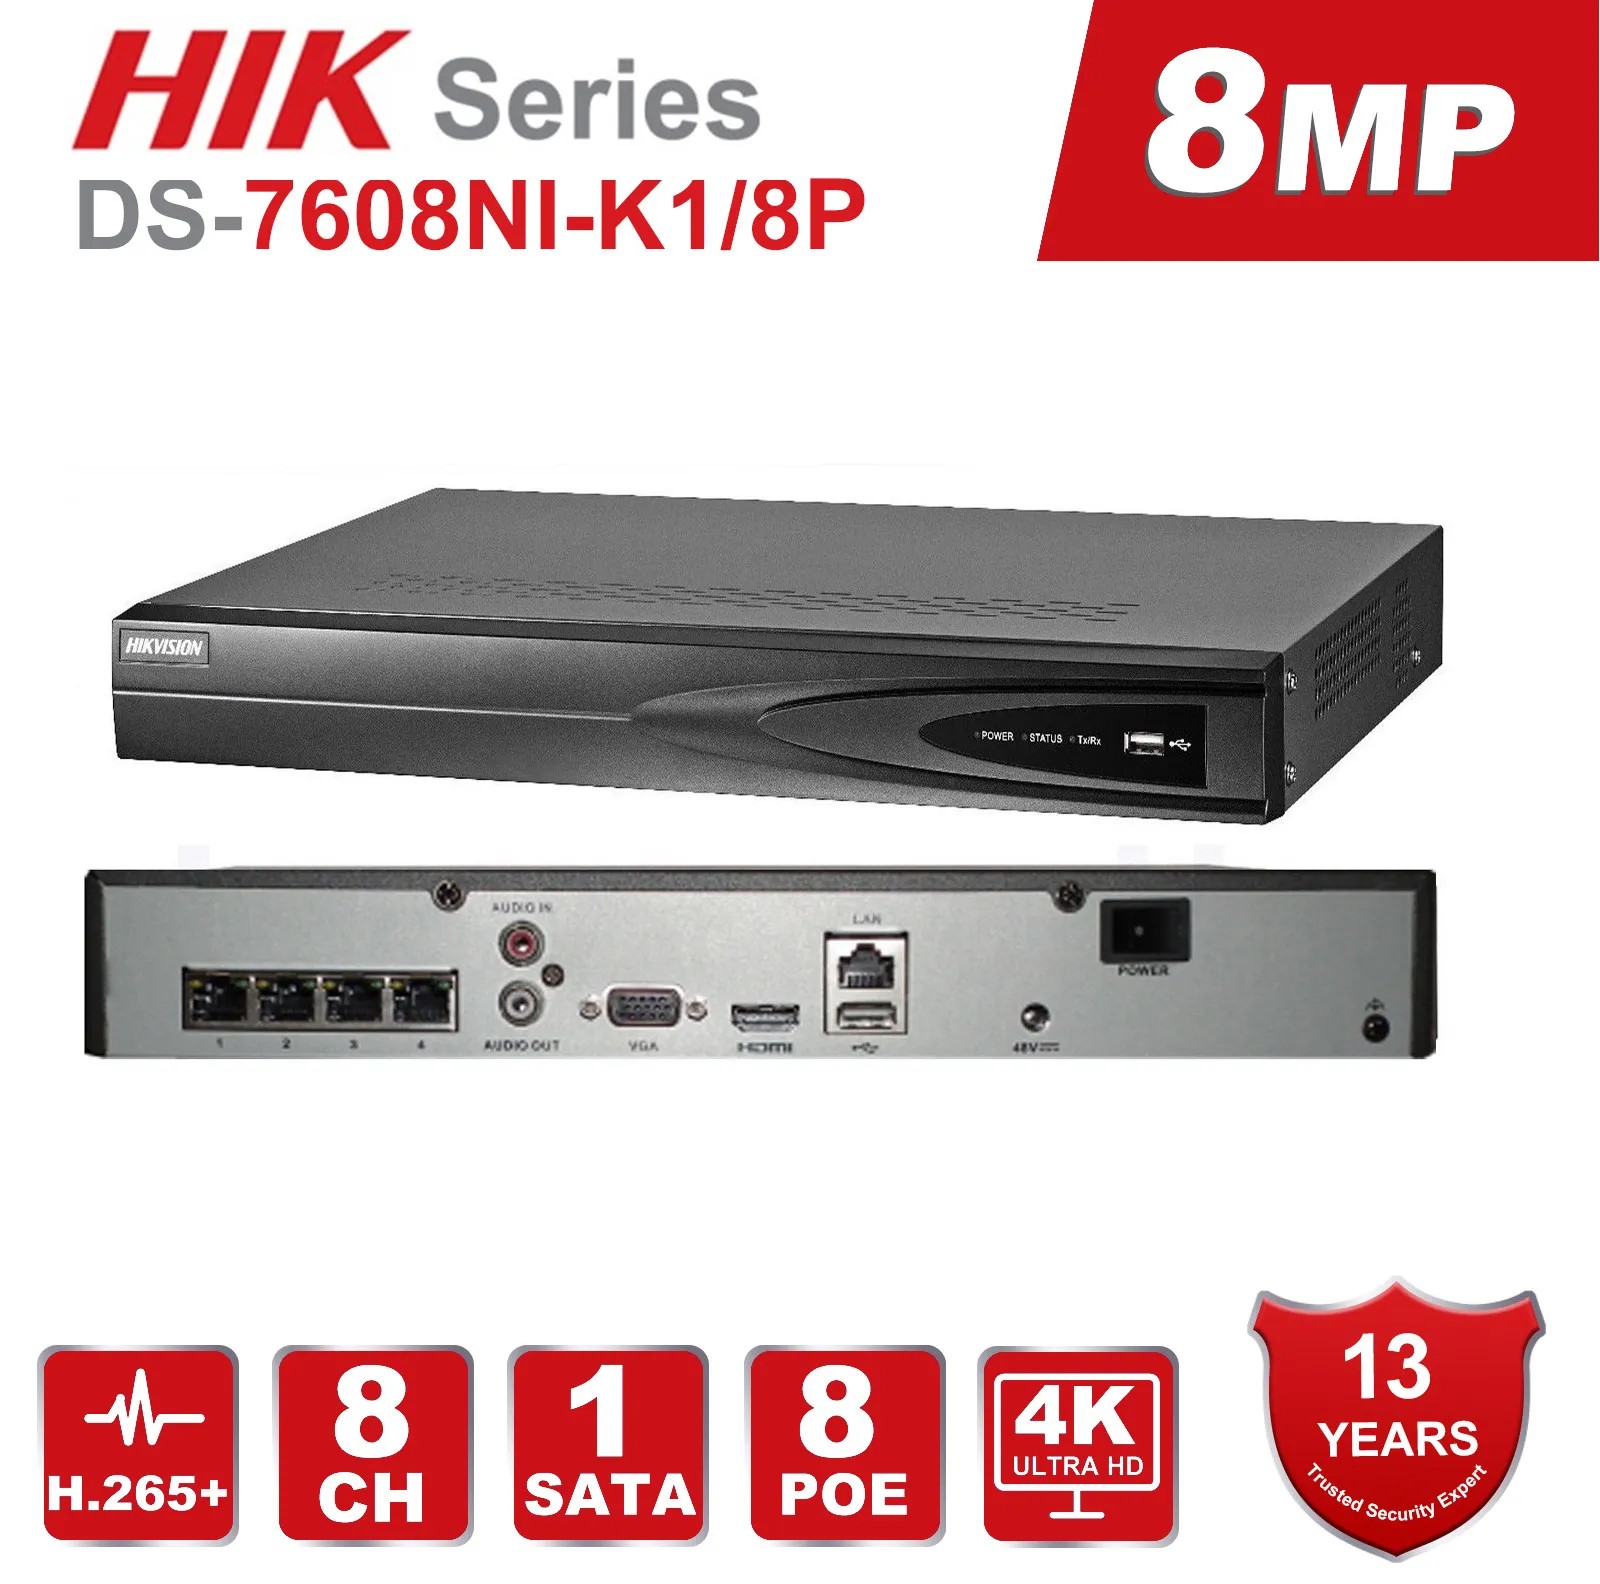 HIK Series
DS-7608NI-K1/8P
8MP
HIKVISION
POWER STATUS Tx/Rx
AUDIO IN
LAN
POWER
1 2 3 4
AUDIO OUT
VGA
HDMI
48V
H.265+
8 CH
1 SATA
8 POE
4K
ULTRA HD
13
YEARS
Trusted Security Expert